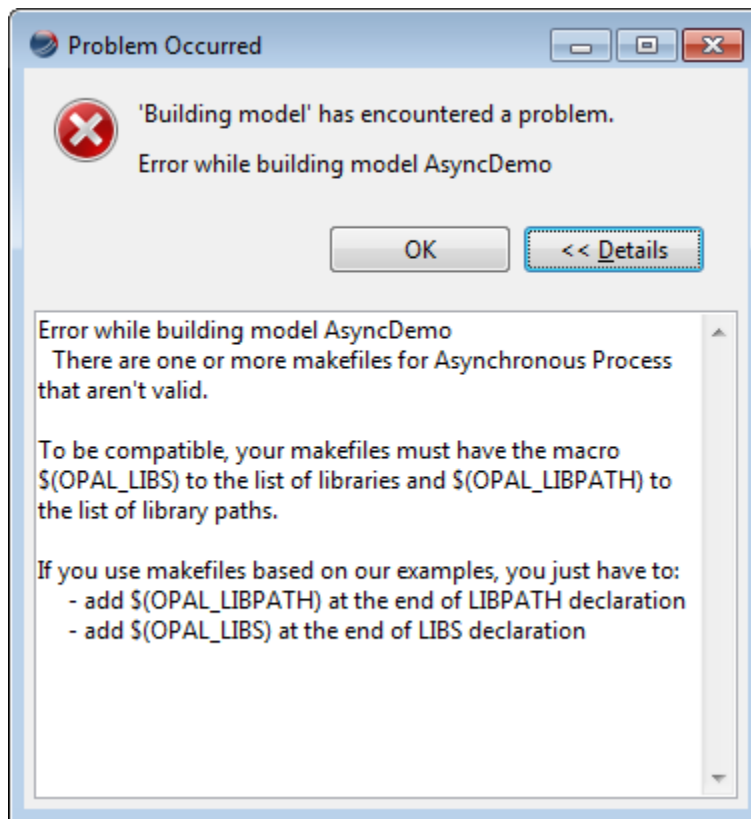 Problem Occurred
'Building model' has encountered a problem.
Error while building model AsyncDemo
OK
<< Details
Error while building model AsyncDemo
There are one or more makefiles for Asynchronous Process
that aren't valid.
To be compatible, your makefiles must have the macro
$(OPAL_LIBS) to the list of libraries and $(OPAL_LIBPATH) to
the list of library paths.
If you use makefiles based on our examples, you just have to:
- add $(OPAL_LIBPATH) at the end of LIBPATH declaration
- add $(OPAL_LIBS) at the end of LIBS declaration